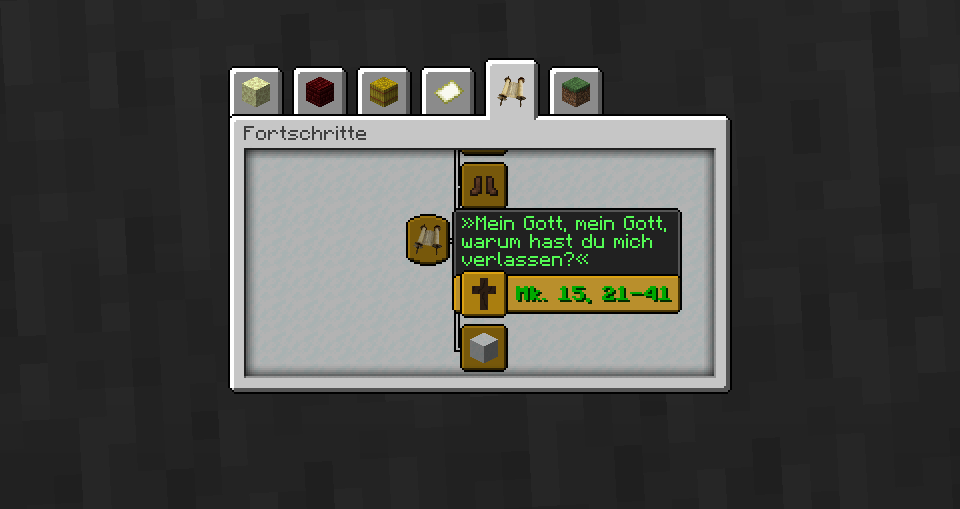 Fortschritte
»Mein Gott, mein Gott,
warum hast du mich
verlassen?«
Mk. 15, 21-41